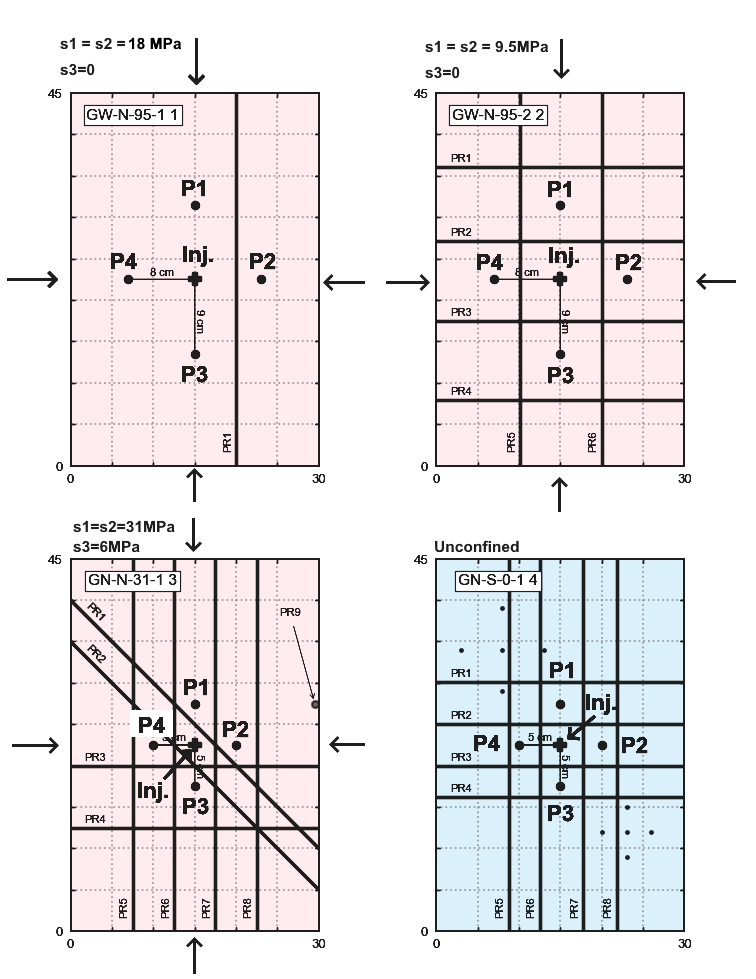 s1 = s2 = 18 MPa
s3=0
45
GW-N-95-1 1
P1
Inj.
P4
P2
8 cm
9 cm
P3
PR1
0
0
30
s1 = s2 = 9.5MPa
s3=0
45
GW-N-95-2 2
PR1
P1
PR2
Inj.
P4
P2
8 cm
PR3
9 cm
P3
PR4
PR5
PR6
0
0
30
s1=s2=31MPa
s3=6MPa
45
GN-N-31-1 3
PR1
PR9
PR2
P1
P4
P2
PR3
5 cm
Inj.
P3
PR4
PR5
PR6
PR7
PR8
0
0
30
Unconfined
45
GN-S-0-1 4
PR1
P1
Inj.
PR2
P4
5 cm
P2
PR3
5 cm
PR4
P3
PR5
PR6
PR7
PR8
0
0
30